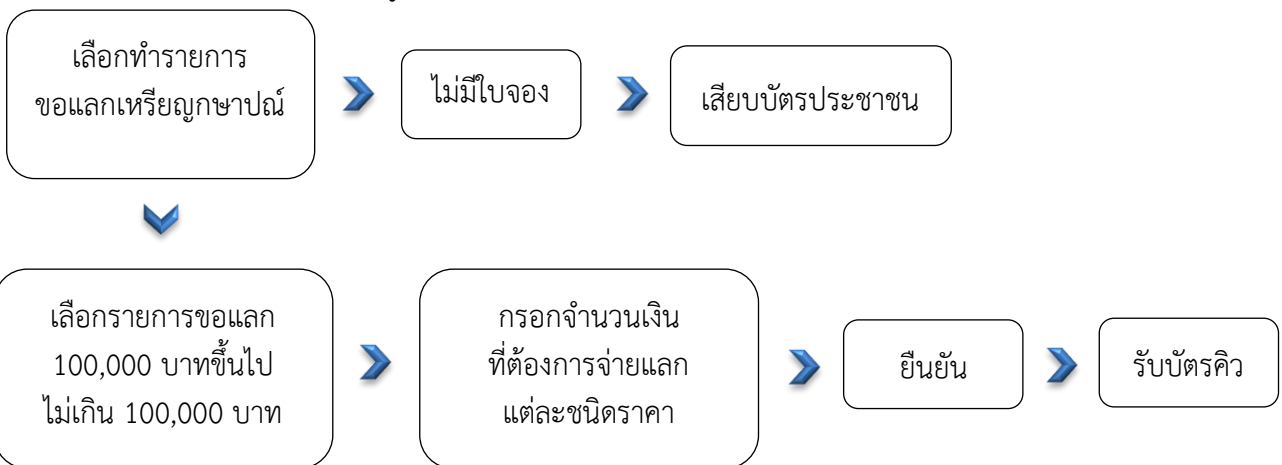 เลือกทำรายการ
ขอแลกเหรียญกษาปณ์
ไม่มีใบจอง
เสียบบัตรประชาชน
เลือกรายการขอแลก
100,000 บาทขึ้นไป
ไม่เกิน 100,000 บาท
กรอกจำนวนเงิน
ที่ต้องการจ่ายแลก
แต่ละชนิดราคา
ยืนยัน
รับบัตรคิว